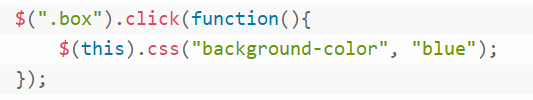 $(".box").click(function(){
    $(this).css("background-color", "blue");
});